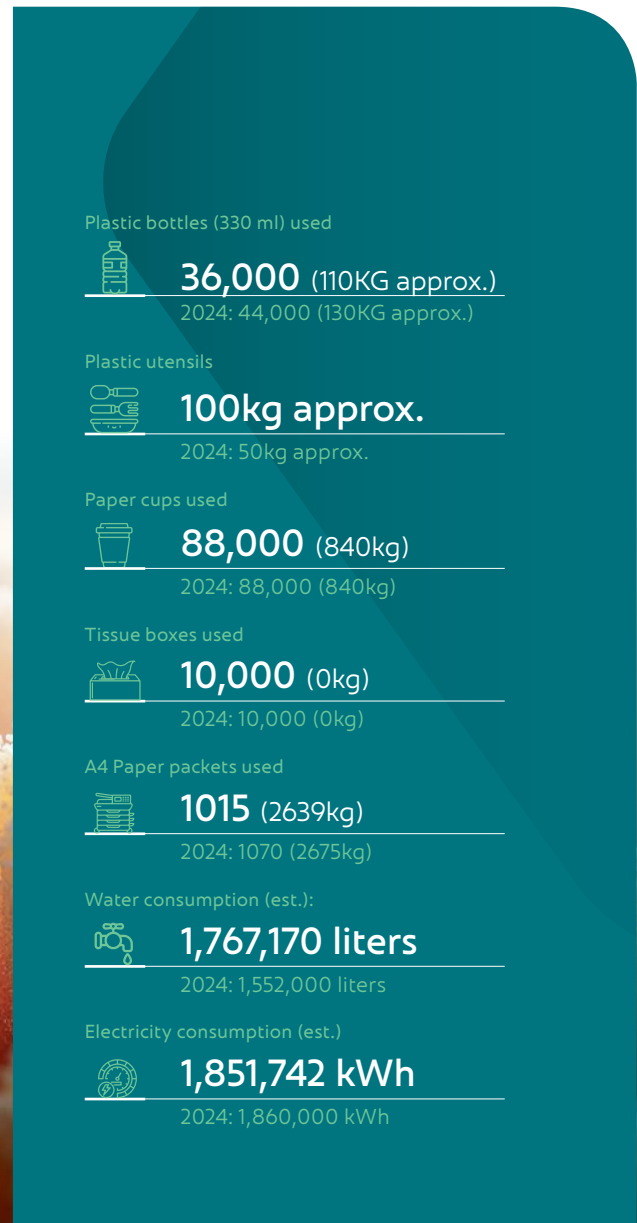 Plastic bottles (330 ml) used
36,000 (110KG approx.)
2024: 44,000 (130KG approx.)
Plastic utensils
100kg approx.
2024: 50kg approx.
Paper cups used
88,000 (840kg)
2024: 88,000 (840kg)
Tissue boxes used
10,000 (0kg)
2024: 10,000 (0kg)
A4 Paper packets used
1015 (2639kg)
2024: 1070 (2675kg)
Water consumption (est.):
1,767,170 liters
2024: 1,552,000 liters
Electricity consumption (est.)
1,851,742 kWh
2024: 1,860,000 kWh